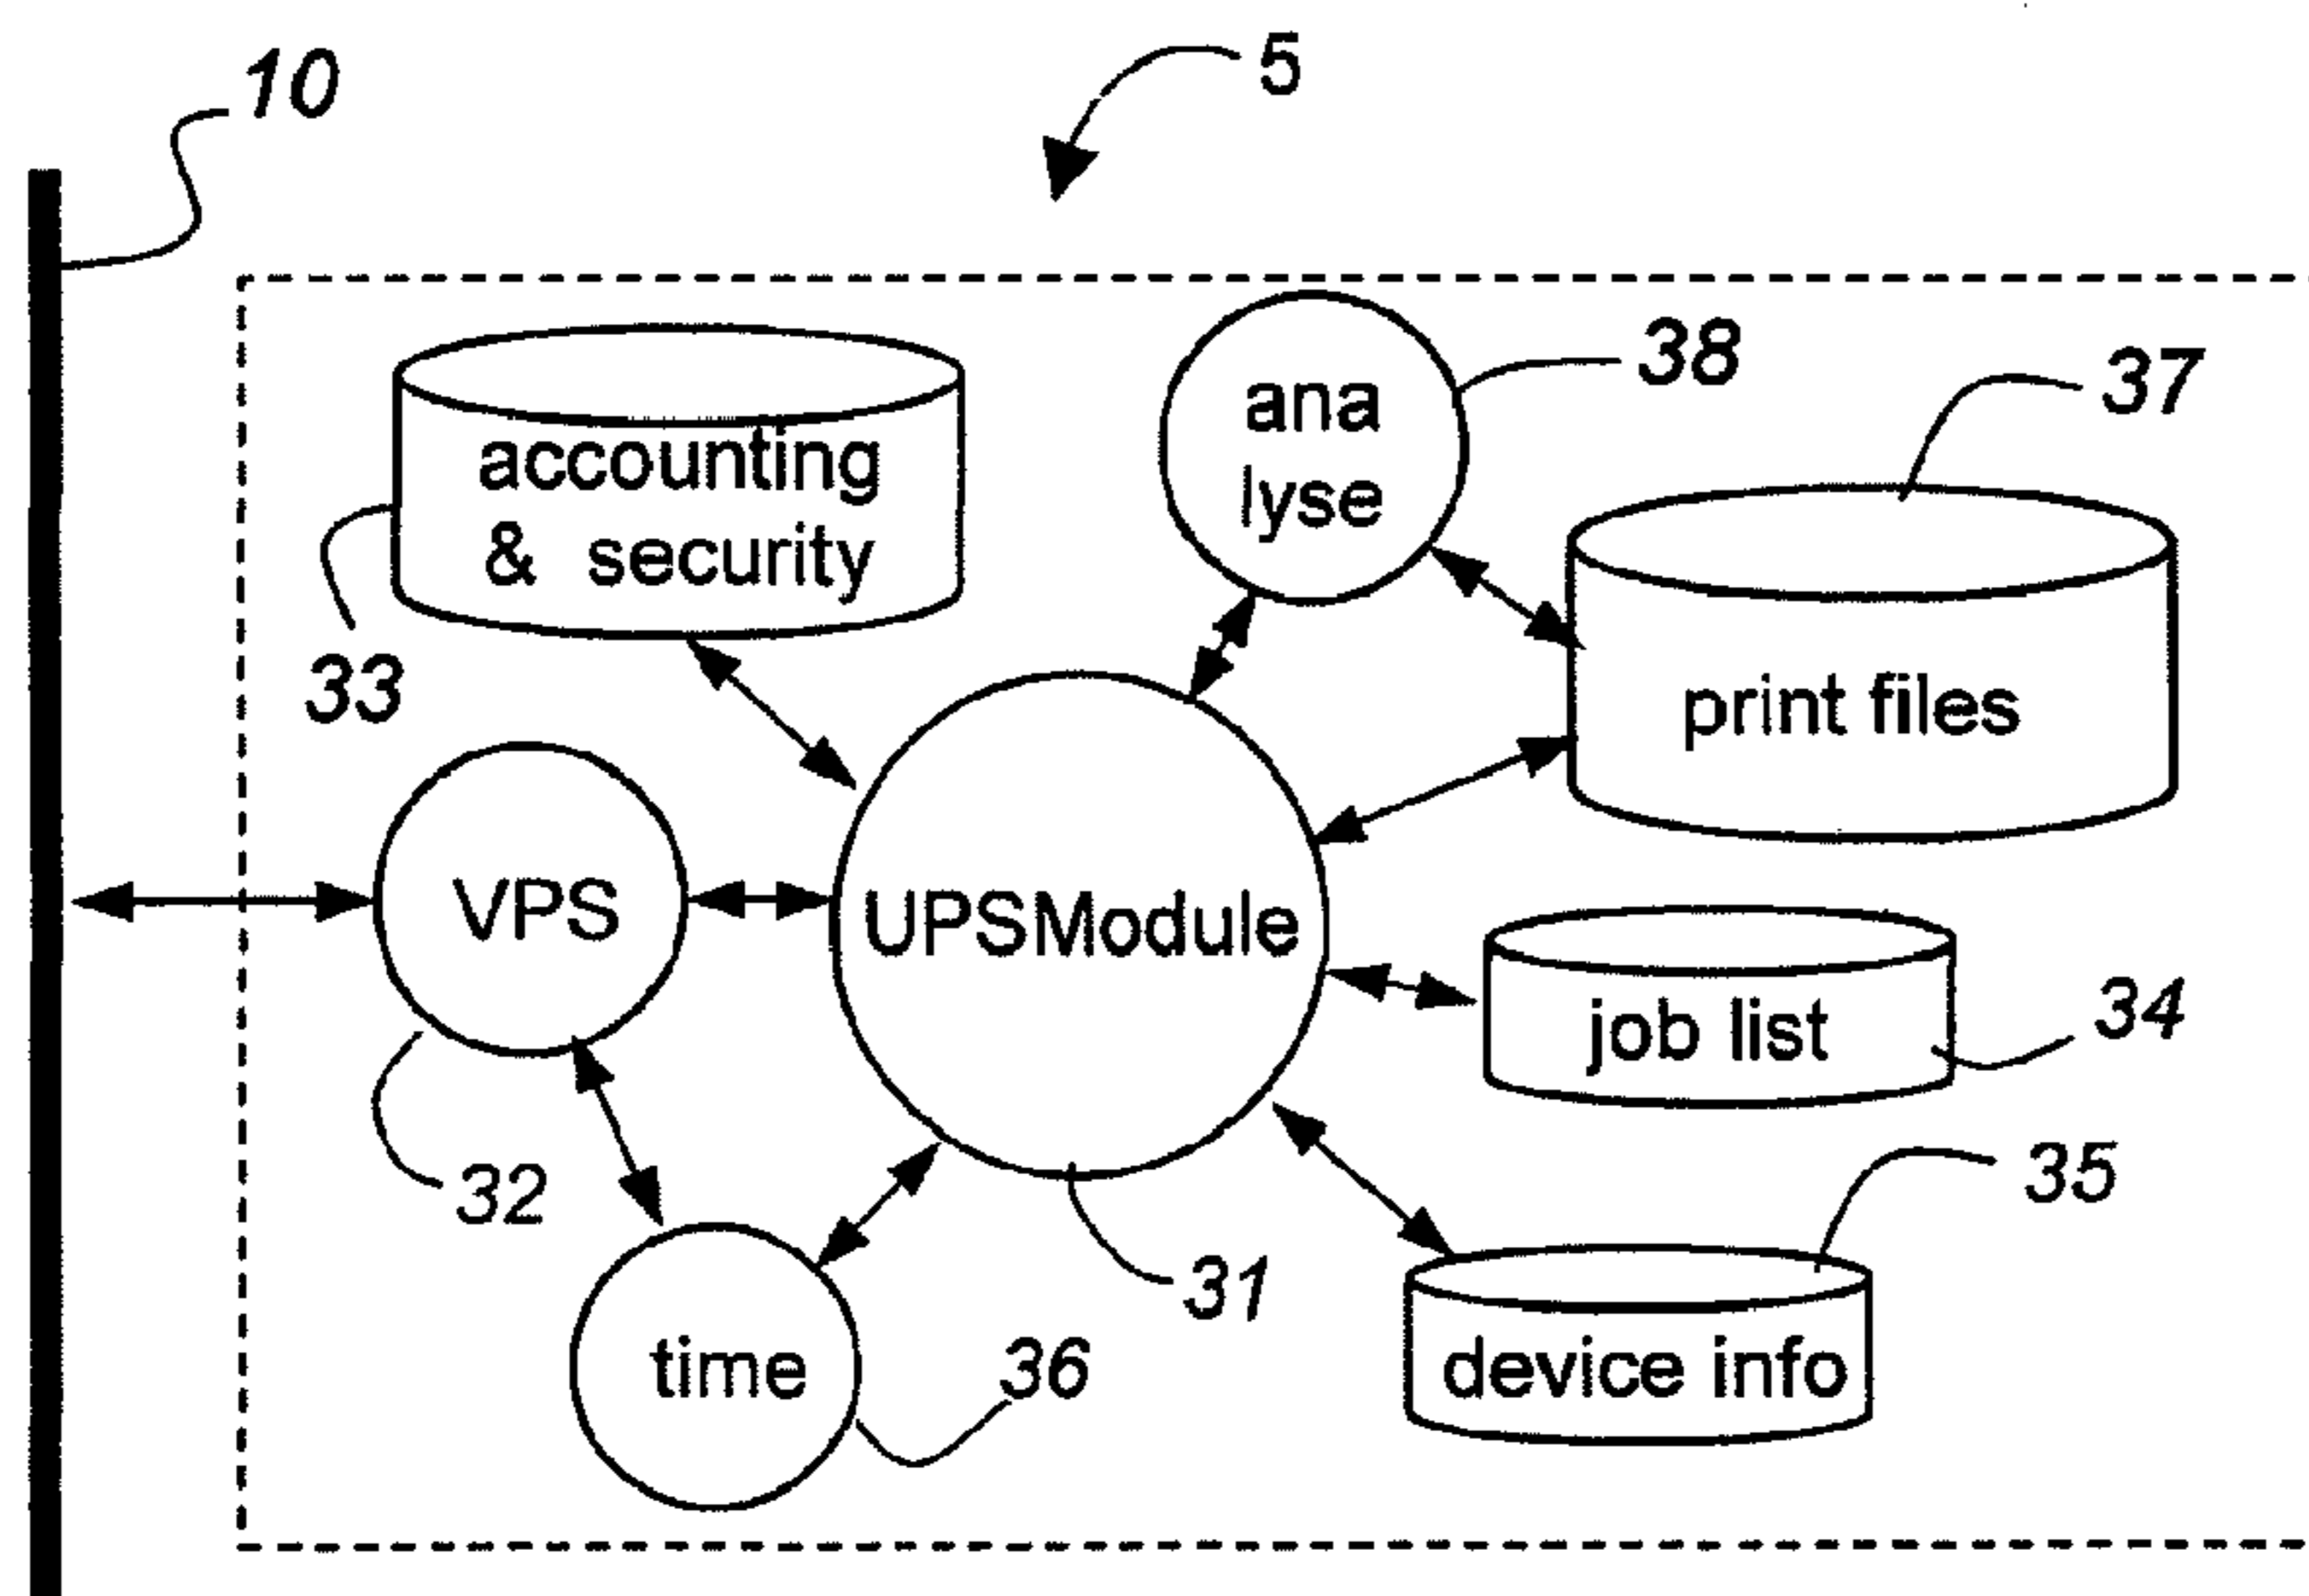 10
5
38
37
accounting
& security
ana
lyse
33
print files
VPS
UPSModule
job list
34
32
35
31
time
36
device info